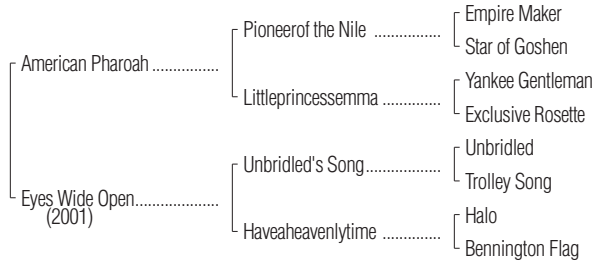 Empire Maker
Pioneerof the Nile ................
Star of Goshen
American Pharoah ................
Yankee Gentleman
Littleprincessemma ..............
Exclusive Rosette
Unbridled
Unbridled's Song..................
Trolley Song
Eyes Wide Open....................
(2001)
Halo
Haveaheavenlytime ..............
Bennington Flag